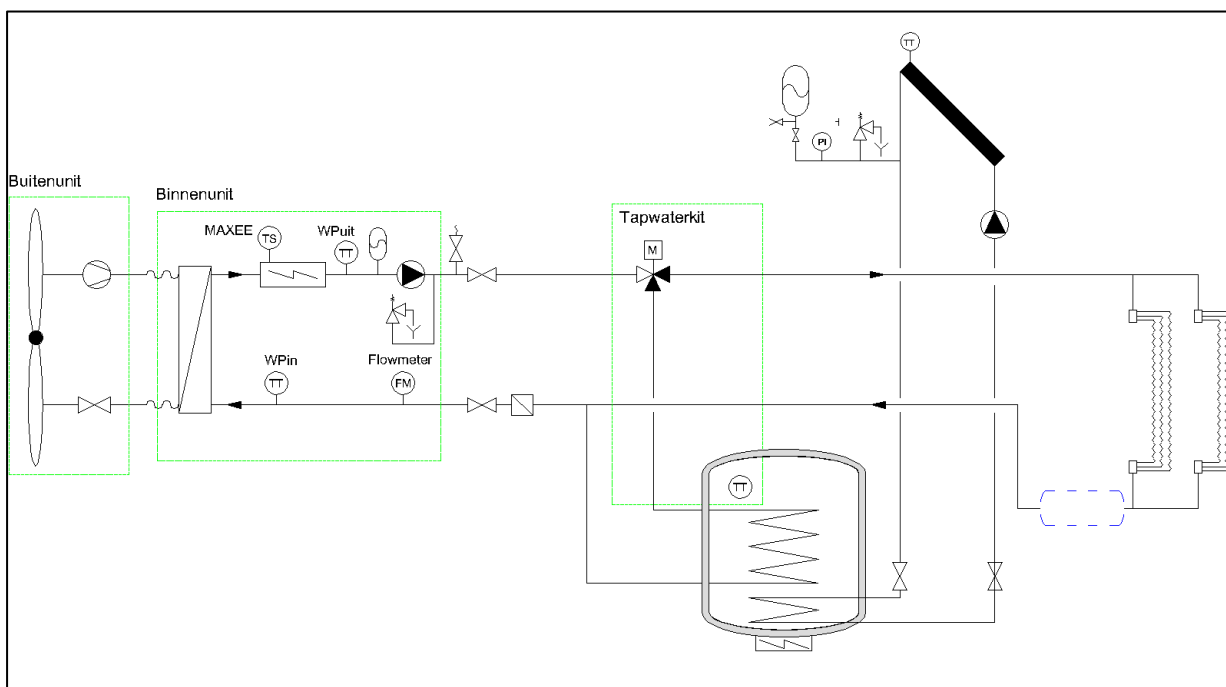 TT
PI
Buitenunit
Binnenunit
MAXEE
TS
WPuit
TT
Tapwaterkit
M
WPin
TT
Flowmeter
FM
TT